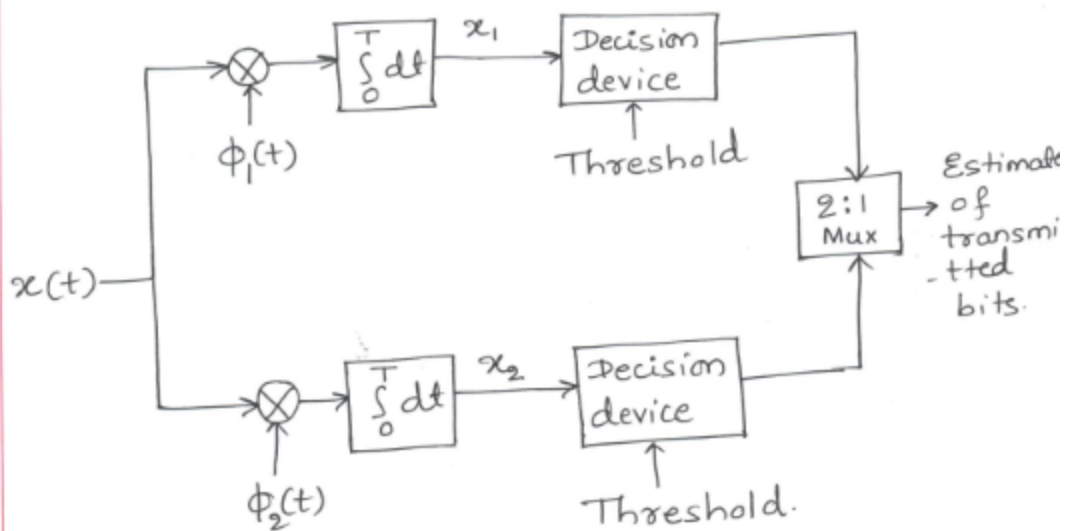 x(t)
ϕ₁(t)
T
∫ dt
0
x₁
Decision
device
Threshold
ϕ₂(t)
T
∫ dt
0
x₂
Decision
device
Threshold.
2:1
Mux
Estimate
of
transmi
-tted
bits.